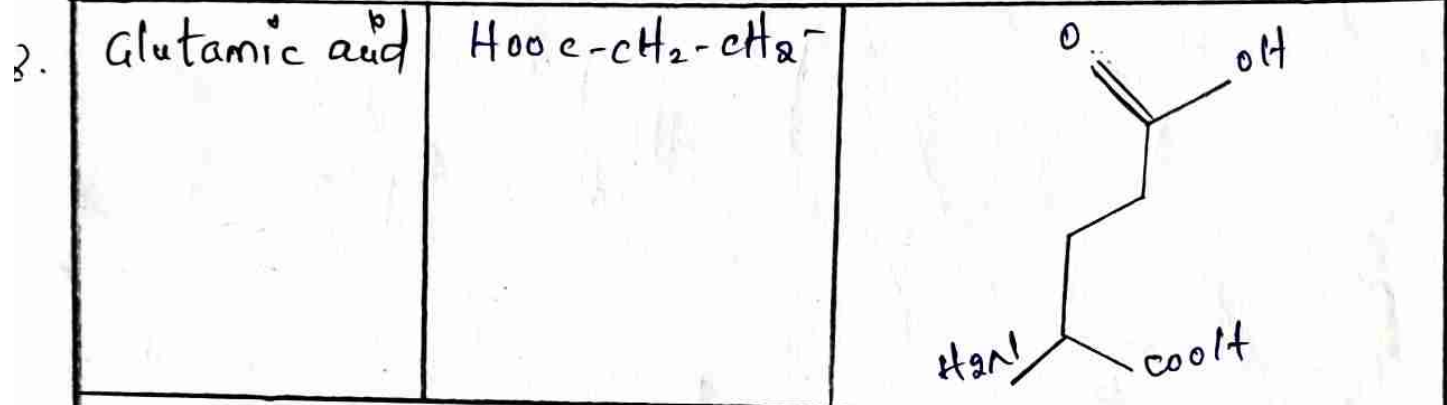 3. Glutamic acid HOOC-CH2-CH2-
O OH
H2N COOH